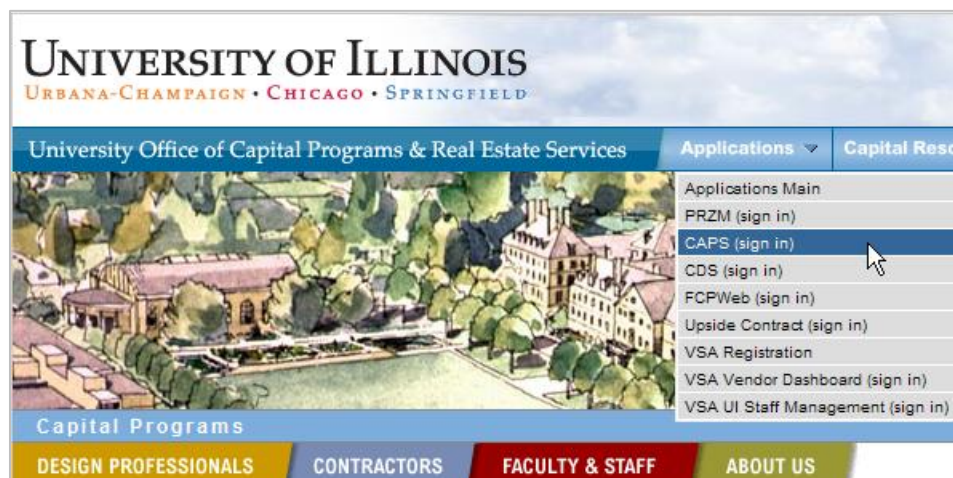 UNIVERSITY OF ILLINOIS
URBANA-CHAMPAIGN • CHICAGO • SPRINGFIELD
University Office of Capital Programs & Real Estate Services
Applications
Capital Reso
Applications Main
PRZM (sign in)
CAPS (sign in)
CDS (sign in)
FCPWeb (sign in)
Upside Contract (sign in)
VSA Registration
VSA Vendor Dashboard (sign in)
VSA UI Staff Management (sign in)
Capital Programs
DESIGN PROFESSIONALS
CONTRACTORS
FACULTY & STAFF
ABOUT US